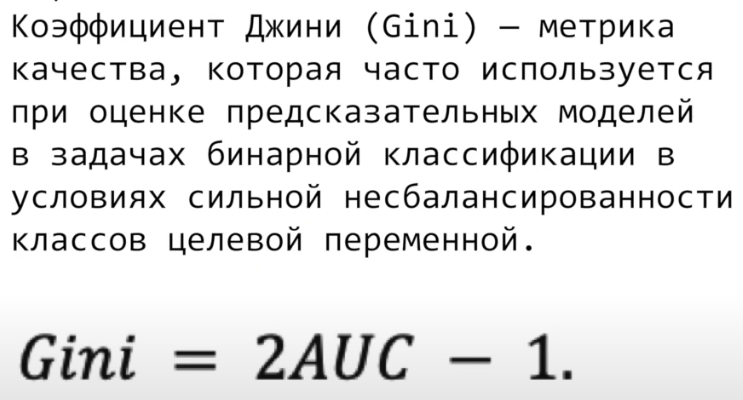 Коэффициент Джини (Gini) — метрика
качества, которая часто используется
при оценке предсказательных моделей
в задачах бинарной классификации в
условиях сильной несбалансированности
классов целевой переменной.
Gini = 2AUC − 1.